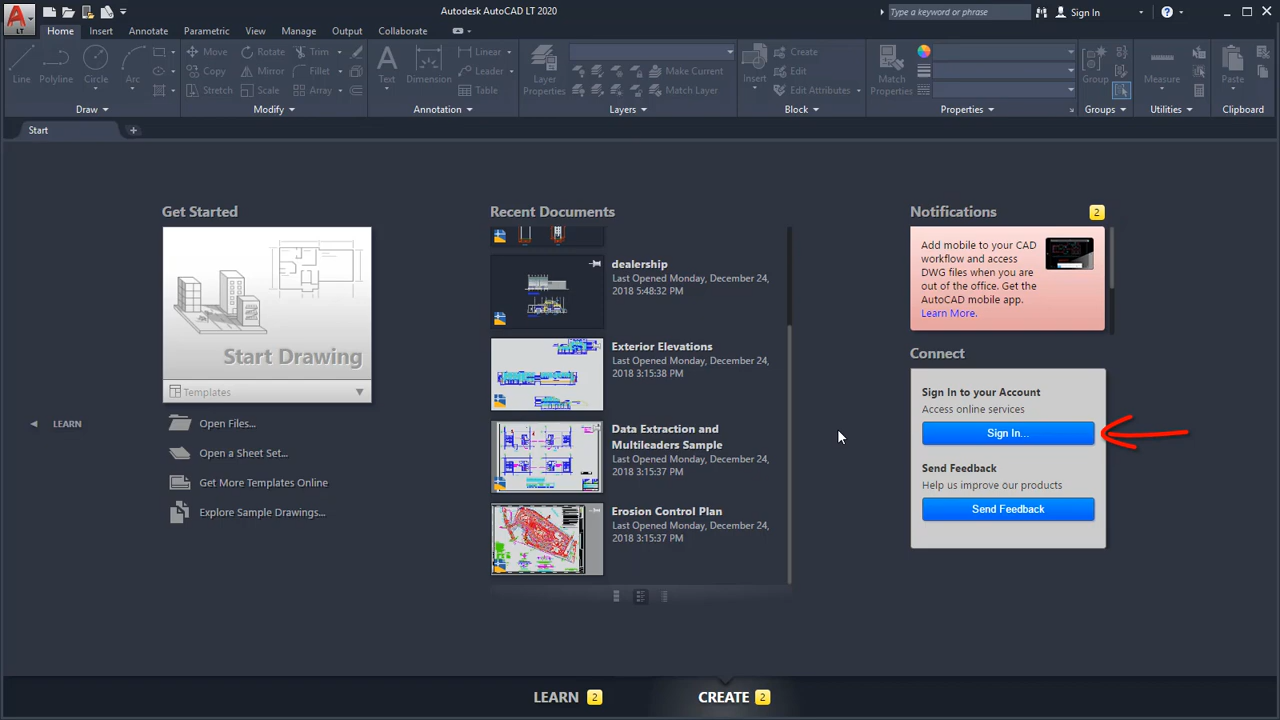 Autodesk AutoCAD LT 2020
Type a keyword or phrase
Sign In
LT
Home Insert Annotate Parametric View Manage Output Collaborate
Line Polyline Circle Arc
Move Rotate Trim
Copy Mirror Fillet
Stretch Scale Array
Text Dimension
Linear
Leader
Table
Layer Properties
Make Current
Match Layer
Insert
Create
Edit
Edit Attributes
Match Properties
Group
Measure
Paste
Draw Modify Annotation Layers Block Properties Groups Utilities Clipboard
Start
LEARN
Get Started
Start Drawing
Templates
Open Files...
Open a Sheet Set...
Get More Templates Online
Explore Sample Drawings...
Recent Documents
dealership
Last Opened Monday, December 24,
2018 5:48:32 PM
Exterior Elevations
Last Opened Monday, December 24,
2018 3:15:38 PM
Data Extraction and
Multileaders Sample
Last Opened Monday, December 24,
2018 3:15:37 PM
Erosion Control Plan
Last Opened Monday, December 24,
2018 3:15:37 PM
Notifications 2
Add mobile to your CAD
workflow and access
DWG files when you are
out of the office. Get the
AutoCAD mobile app.
Learn More.
Connect
Sign In to your Account
Access online services
Sign In...
Send Feedback
Help us improve our products
Send Feedback
LEARN 2 CREATE 2